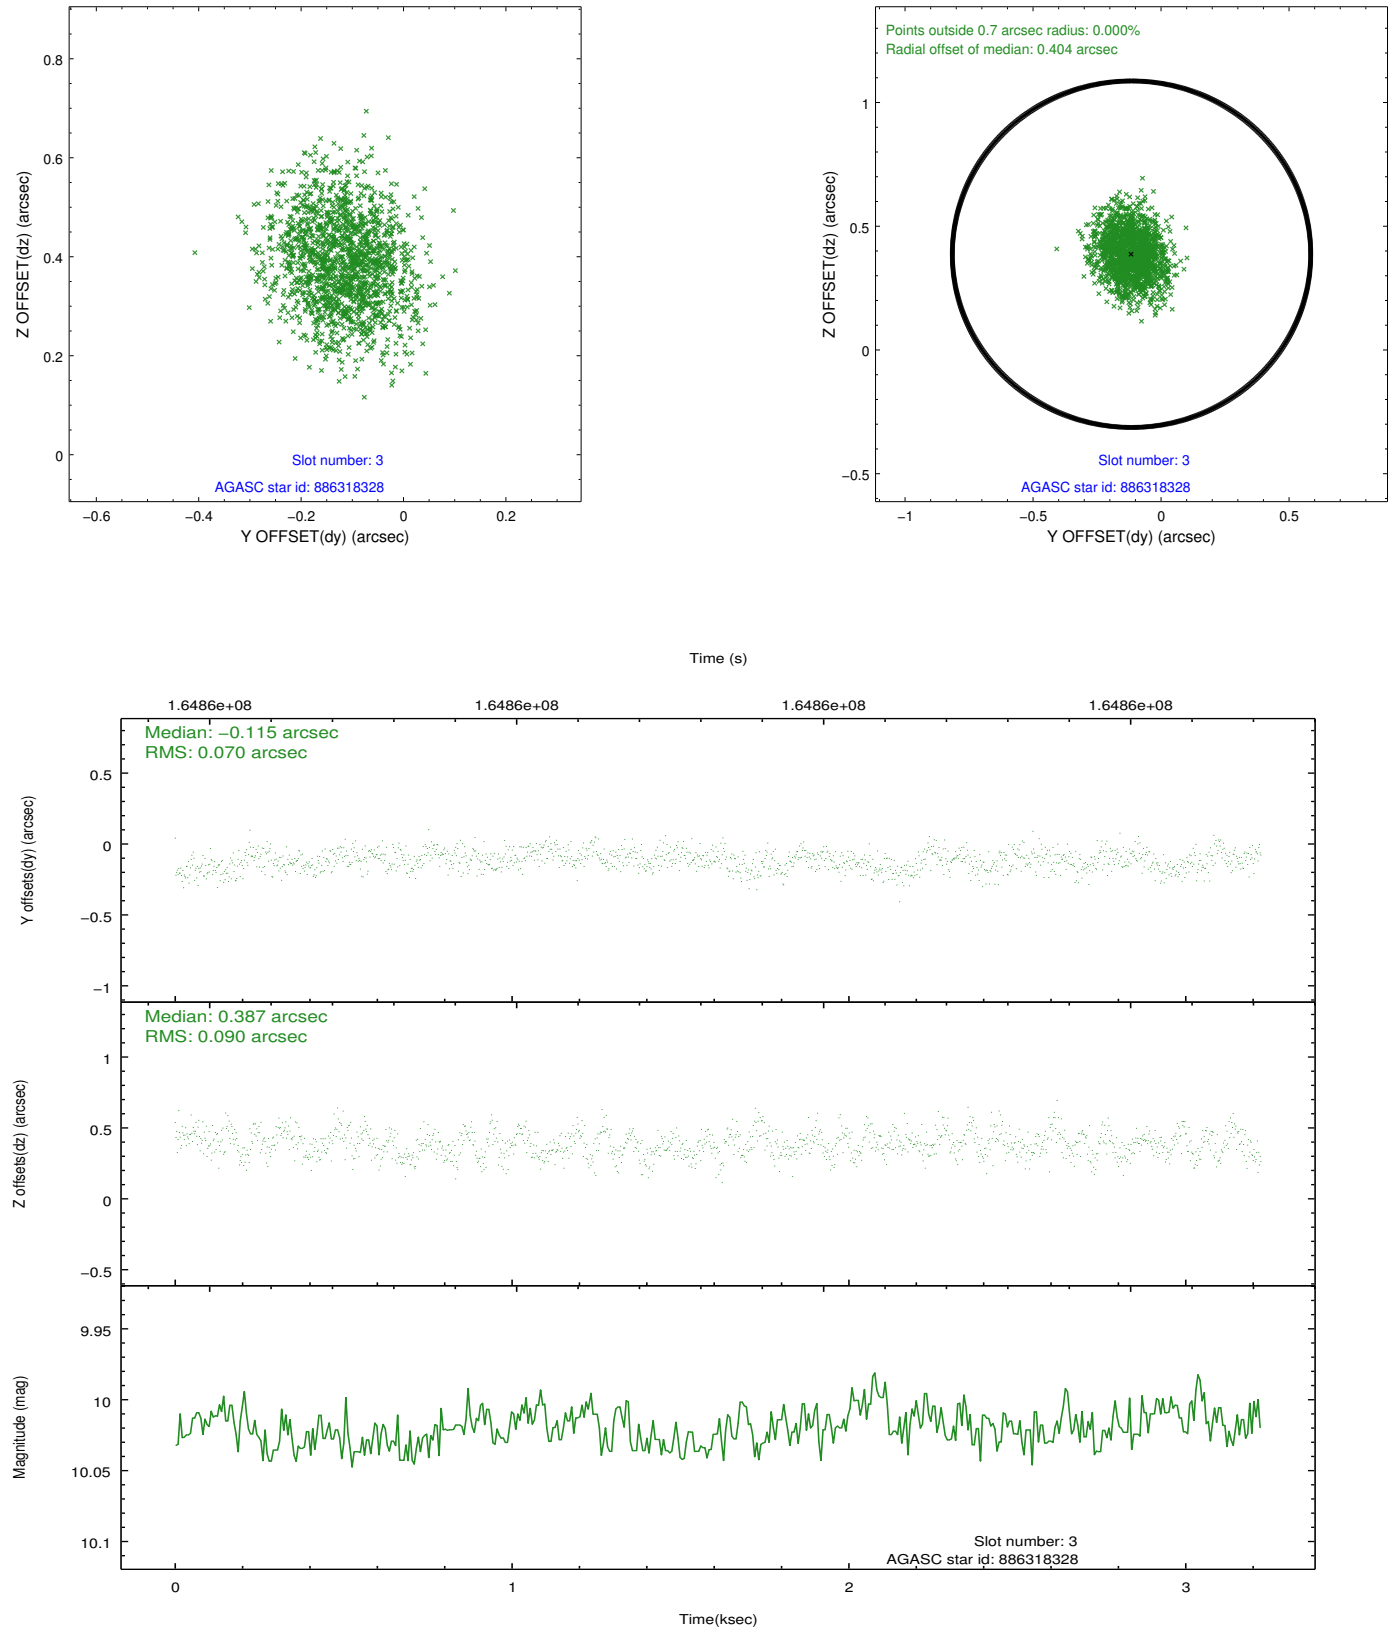 0.8
0.6
0.4
0.2
0
Z OFFSET(dz) (arcsec)
Slot number: 3
AGASC star id: 886318328
−0.6
−0.4
−0.2
0
0.2
Y OFFSET(dy) (arcsec)
Points outside 0.7 arcsec radius: 0.000%
Radial offset of median: 0.404 arcsec
1
0.5
0
−0.5
Z OFFSET(dz) (arcsec)
Slot number: 3
AGASC star id: 886318328
−1
−0.5
0
0.5
Y OFFSET(dy) (arcsec)
Time (s)
1.6486e+08
1.6486e+08
1.6486e+08
1.6486e+08
Median: −0.115 arcsec
RMS: 0.070 arcsec
0.5
0
−0.5
−1
Y offsets(dy) (arcsec)
Median: 0.387 arcsec
RMS: 0.090 arcsec
1
0.5
0
−0.5
Z offsets(dz) (arcsec)
9.95
10
10.05
10.1
Magnitude (mag)
Slot number: 3
AGASC star id: 886318328
0
1
2
3
Time(ksec)